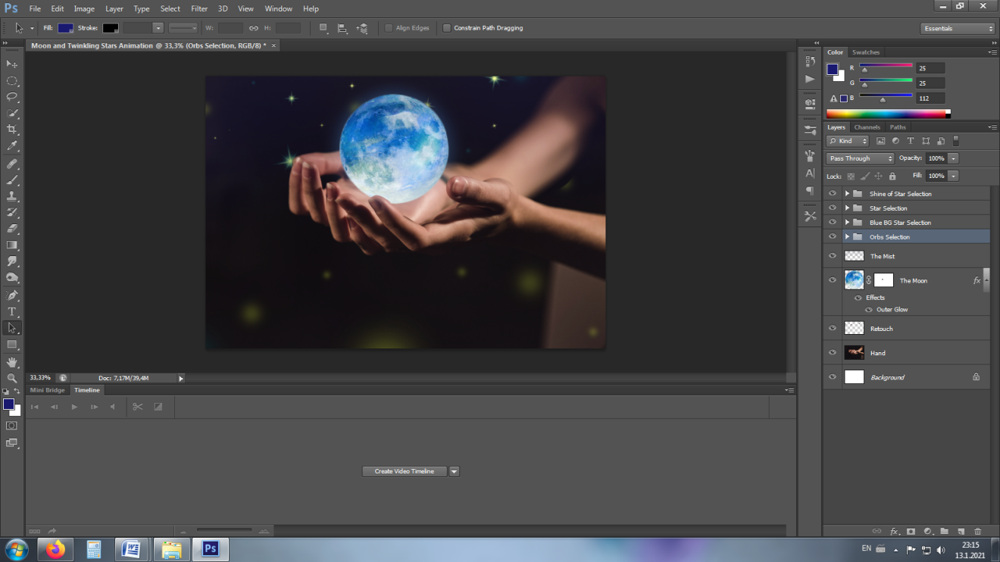 Ps File Edit Image Layer Type Select Filter 3D View Window Help
Fill: Stroke: W: H: Align Edges Constrain Path Dragging Essentials
Moon and Twinkling Stars Animation @ 33,3% (Orbs Selection, RGB/8) * ×
Color Swatches
R 25
G 25
B 112
Layers Channels Paths
Kind
Pass Through Opacity: 100%
Lock: Fill: 100%
Shine of Star Selection
Star Selection
Blue BG Star Selection
Orbs Selection
The Mist
The Moon fx
Effects
Outer Glow
Retouch
Hand
Background
33,33% Doc: 7,17M/39,4M
Mini Bridge Timeline
Create Video Timeline
fx
EN 23:15
13.1.2021
W Ps